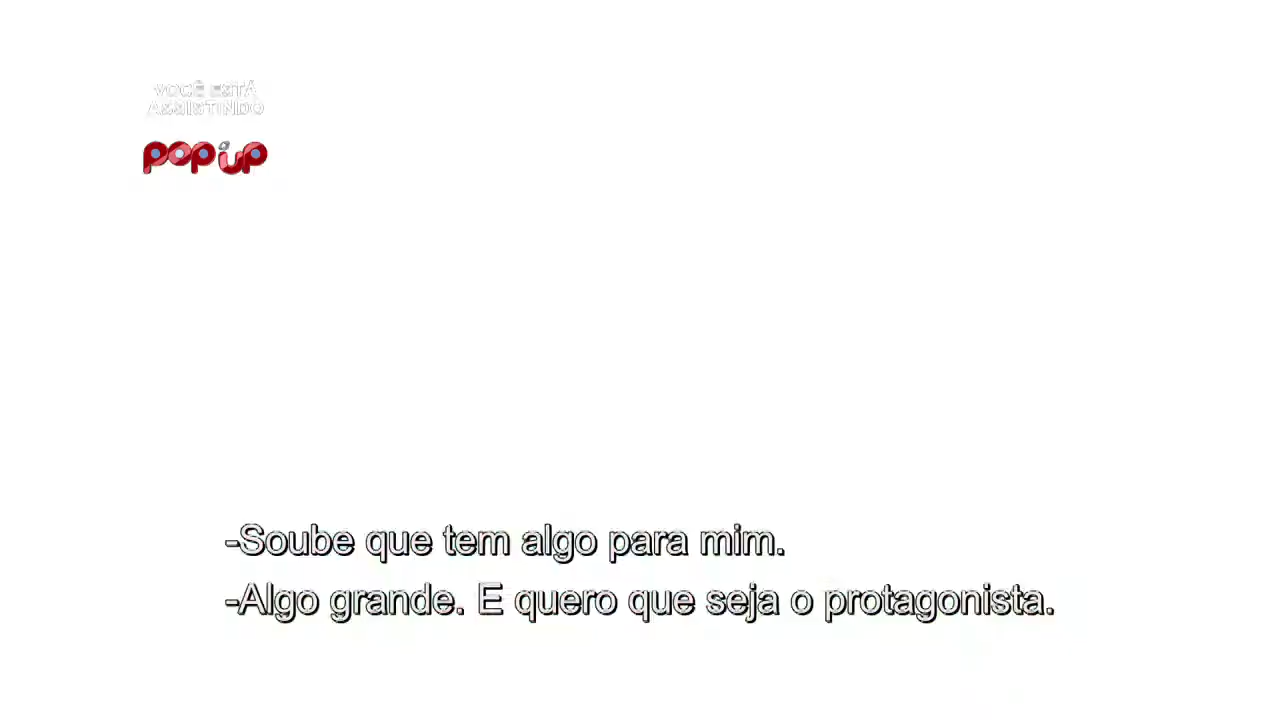 VOCÊ ESTÁ
ASSISTINDO
POP UP
-Soube que tem algo para mim.
-Algo grande. E quero que seja o protagonista.